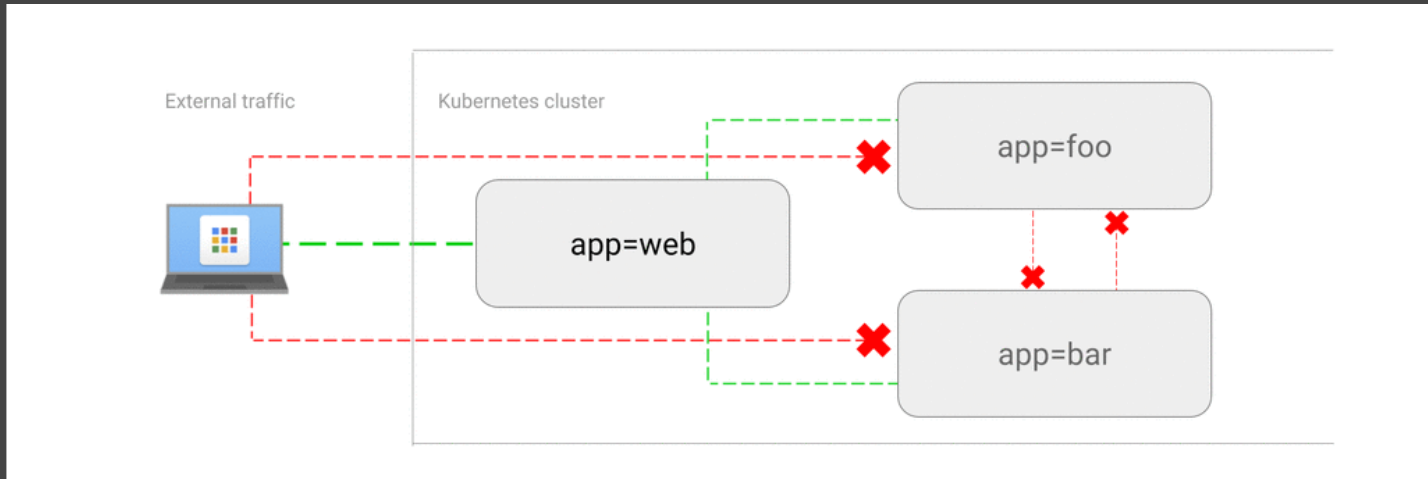 External traffic
Kubernetes cluster
app=foo
app=web
app=bar